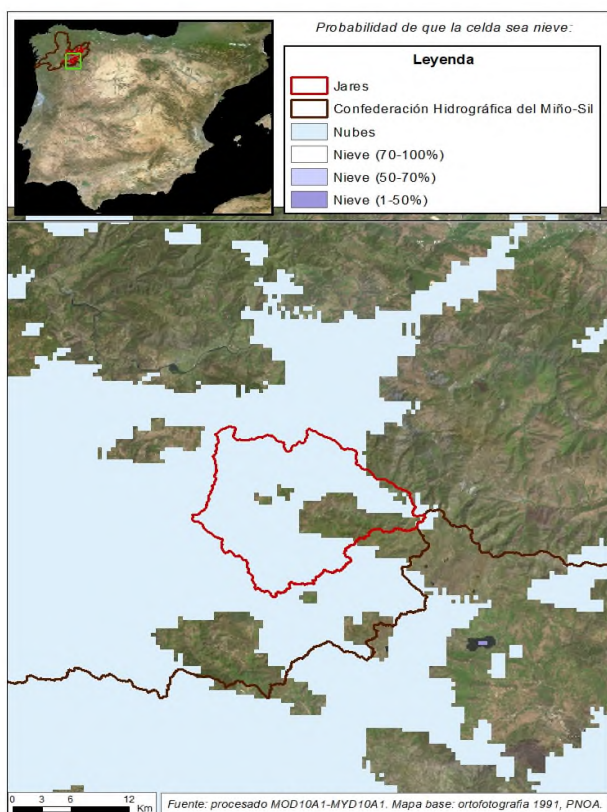 Probabilidad de que la celda sea nieve:
Leyenda
Jares
Confederación Hidrográfica del Miño-Sil
Nubes
Nieve (70-100%)
Nieve (50-70%)
Nieve (1-50%)
0 3 6 12
Km
Fuente: procesado MOD10A1-MYD10A1. Mapa base: ortofotografia 1991, PNOA.